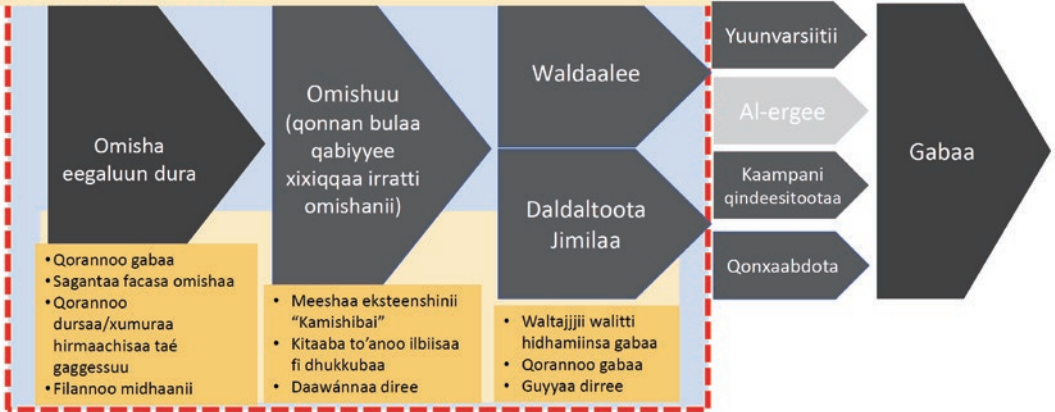 Omisha
eegaluun dura
• Qorannoo gabaa
• Sagantaa facasa omishaa
• Qorannoo
dursaa/xumuraa
hirmaachisaa taé
gaggessuu
• Filannoo midhaanii
Omishuu
(qonnan bulaa
qabiyyee
xixiqqaa irratti
omishanii)
• Meeshaa eksteenshinii
“Kamishibai”
• Kitaaba to’anoo ilbiisaa
fi dhukkubaa
• Daawánnaa diree
Waldaalee
Daldaltoota
Jimilaa
• Waltajjjii walitti
hidhamiinsa gabaa
• Qorannoo gabaa
• Guyyaa dirree
Yuunvarsiitii
Al-ergee
Kaampani
qindeesitootaa
Qonxaabdota
Gabaa